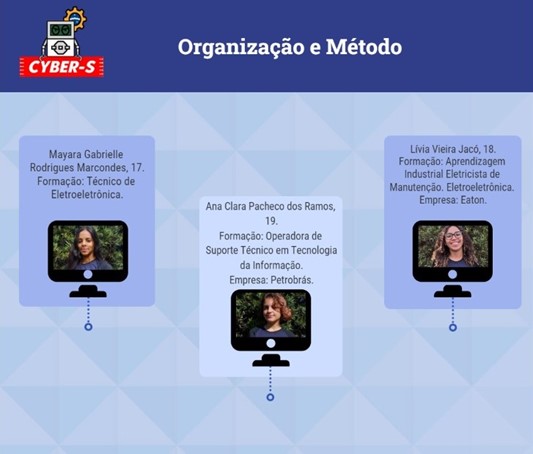 CYBER-S
Organização e Método
Mayara Gabrielle
Rodrigues Marcondes, 17.
Formação: Técnico de
Eletroeletrônica.
Ana Clara Pacheco dos Ramos,
19.
Formação: Operadora de
Suporte Técnico em Tecnologia
da Informação.
Empresa: Petrobrás.
Lívia Vieira Jacó, 18.
Formação: Aprendizagem
Industrial Eletricista de
Manutenção. Eletroeletrônica.
Empresa: Eaton.